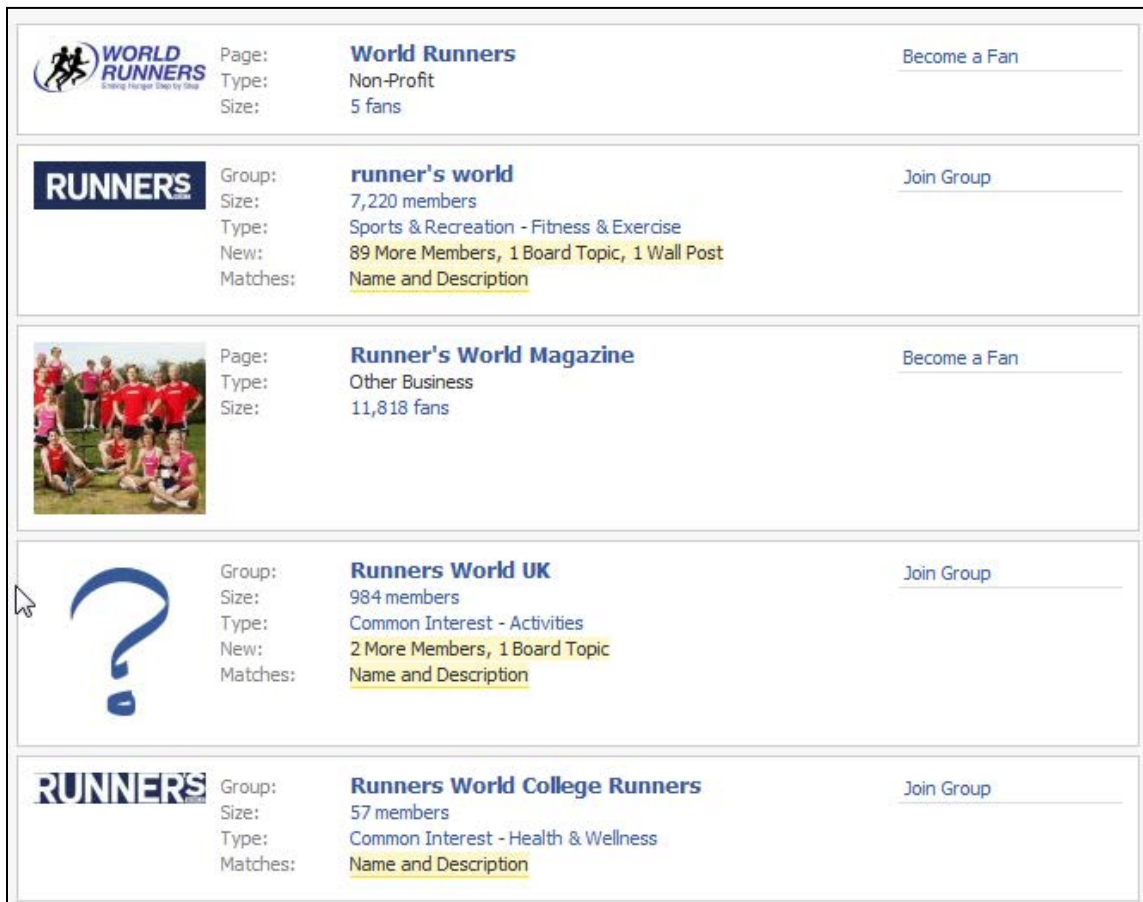 WORLD
RUNNERS
Ending Hunger Step by Step
Page: World Runners
Type: Non-Profit
Size: 5 fans
Become a Fan
RUNNER'S
Group: runner's world
Size: 7,220 members
Type: Sports & Recreation - Fitness & Exercise
New: 89 More Members, 1 Board Topic, 1 Wall Post
Matches: Name and Description
Join Group
Page: Runner's World Magazine
Type: Other Business
Size: 11,818 fans
Become a Fan
?
Group: Runners World UK
Size: 984 members
Type: Common Interest - Activities
New: 2 More Members, 1 Board Topic
Matches: Name and Description
Join Group
RUNNER'S
Group: Runners World College Runners
Size: 57 members
Type: Common Interest - Health & Wellness
Matches: Name and Description
Join Group